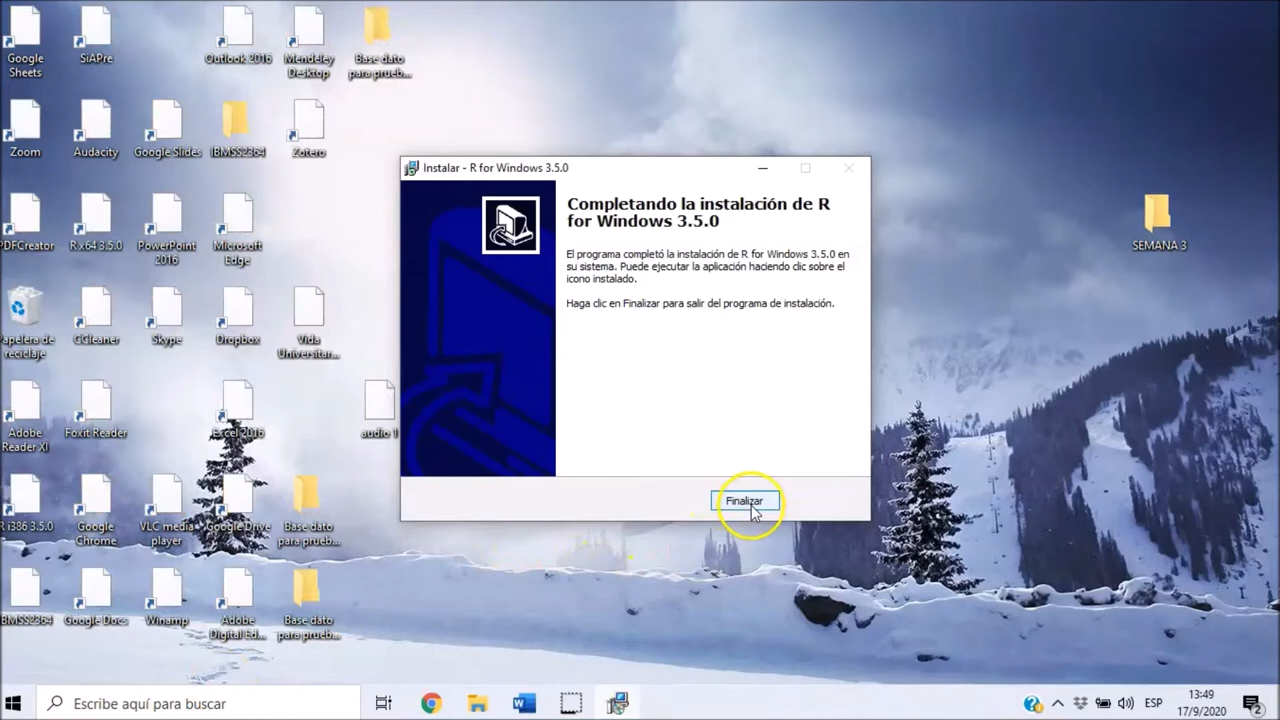 Google
Sheets
SiAPre
Outlook 2016
Mendeley
Desktop
Base dato
para prueb...
Zoom
Audacity
Google Slides
IBMSS2364
Zotero
PDFCreator
R x64 3.5.0
PowerPoint
2016
Microsoft
Edge
Papelera de
reciclaje
CCleaner
Skype
Dropbox
Vida
Universitar...
Adobe
Reader XI
Foxit Reader
Excel 2016
audio 1
R i386 3.5.0
Google
Chrome
VLC media
player
Google Drive
Base dato
para prueb...
IBMSS2364
Google Docs
Winamp
Adobe
Digital Ed...
Base dato
para prueb...
Instalar - R for Windows 3.5.0
Completando la instalación de R
for Windows 3.5.0
El programa completó la instalación de R for Windows 3.5.0 en
su sistema. Puede ejecutar la aplicación haciendo clic sobre el
icono instalado.
Haga clic en Finalizar para salir del programa de instalación.
Finalizar
SEMANA 3
Escribe aquí para buscar
W
ESP
13:49
17/9/2020
2